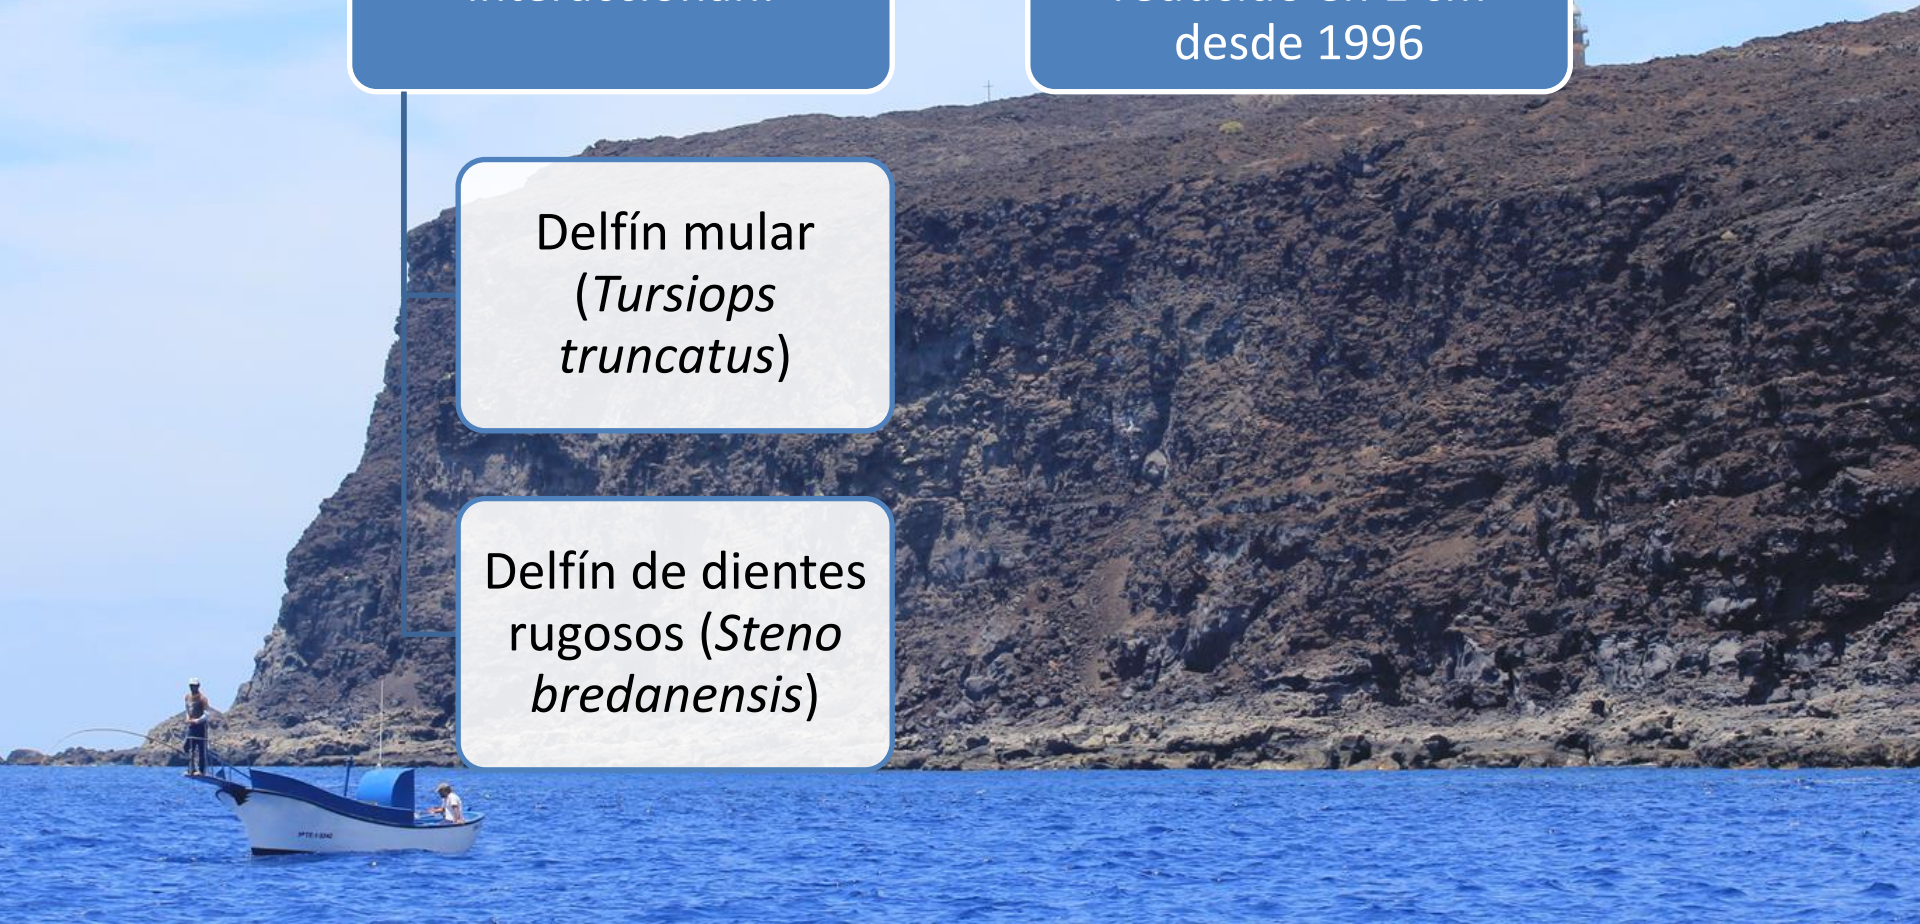 desde 1996
Delfín mular
(Tursiops
truncatus)
Delfín de dientes
rugosos (Steno
bredanensis)